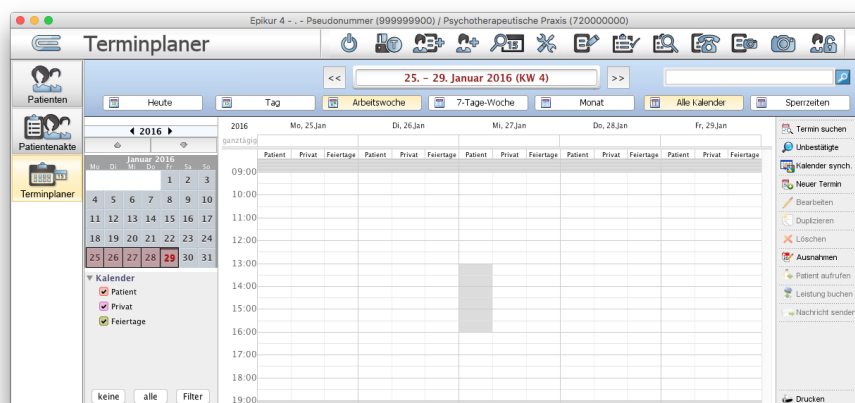 Epikur 4 - . - Pseudonummer (999999900) / Psychotherapeutische Praxis (720000000)
Terminplaner
15
26
Patienten
Patientenakte
Terminplaner
<< 25. – 29. Januar 2016 (KW 4) >>
Heute Tag Arbeitswoche 7-Tage-Woche Monat Alle Kalender Sperrzeiten
2016
Januar 2016
Mo Di Mi Do Fr Sa So
1 2 3
4 5 6 7 8 9 10
11 12 13 14 15 16 17
18 19 20 21 22 23 24
25 26 27 28 29 30 31
Kalender
Patient
Privat
Feiertage
keine alle Filter
2016 Mo, 25.Jan Di, 26.Jan Mi, 27.Jan Do, 28.Jan Fr, 29.Jan
ganztägig
Patient Privat Feiertage Patient Privat Feiertage Patient Privat Feiertage Patient Privat Feiertage Patient Privat Feiertage
09:00
10:00
11:00
12:00
13:00
14:00
15:00
16:00
17:00
18:00
19:00
Termin suchen
Unbestätigte
Kalender synch.
Neuer Termin
Bearbeiten
Duplizieren
Löschen
Ausnahmen
Patient aufrufen
Leistung buchen
Nachricht senden
Drucken